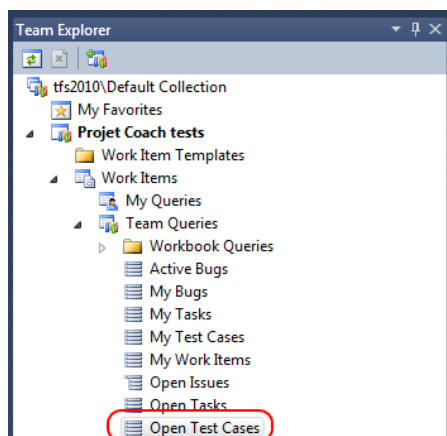 Team Explorer
tfs2010\Default Collection
My Favorites
Projet Coach tests
Work Item Templates
Work Items
My Queries
Team Queries
Workbook Queries
Active Bugs
My Bugs
My Tasks
My Test Cases
My Work Items
Open Issues
Open Tasks
Open Test Cases